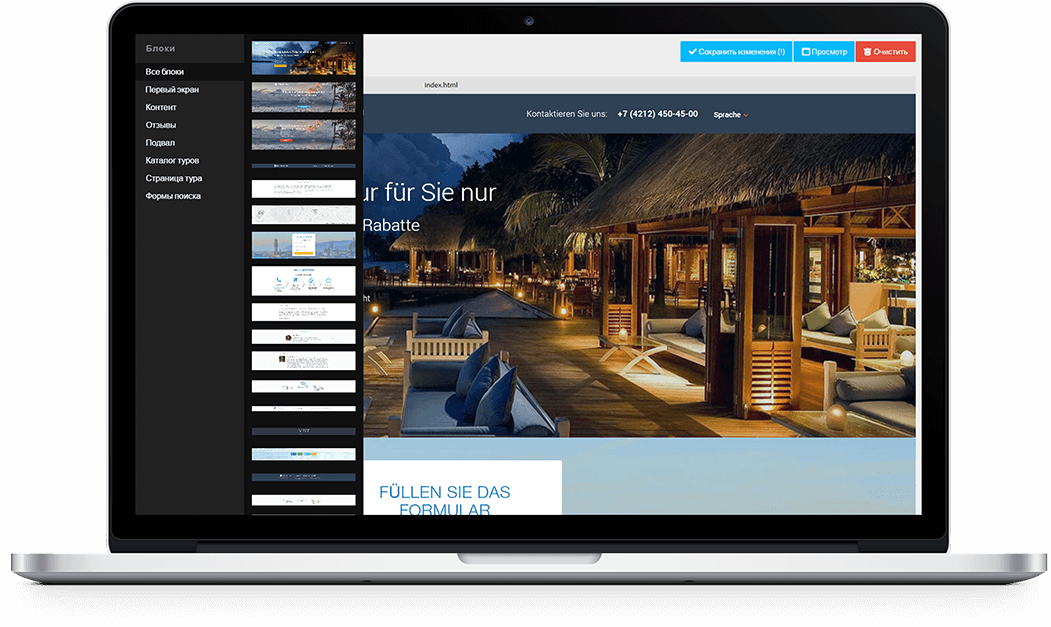 Блоки
Все блоки
Первый экран
Контент
Отзывы
Подвал
Каталог туров
Страница тура
Формы поиска
Сохранить изменения (!)
Просмотр
Очистить
index.html
Kontaktieren Sie uns: +7 (4212) 450-45-00 Sprache
ur für Sie nur
Rabatte
ht
FÜLLEN SIE DAS
FORMULAR